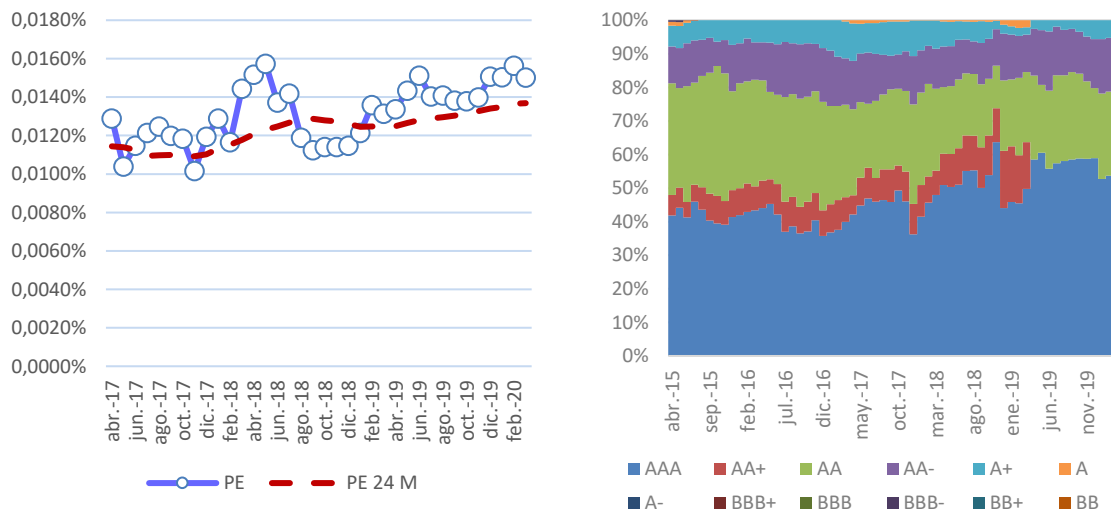 0,0180%
0,0160%
0,0140%
0,0120%
0,0100%
0,0080%
0,0060%
0,0040%
0,0020%
0,0000%
abr.-17
jun.-17
ago.-17
oct.-17
dic.-17
feb.-18
abr.-18
jun.-18
ago.-18
oct.-18
dic.-18
feb.-19
abr.-19
jun.-19
ago.-19
oct.-19
dic.-19
feb.-20
PE PE 24 M
100%
90%
80%
70%
60%
50%
40%
30%
20%
10%
0%
abr.-15
sep.-15
feb.-16
jul.-16
dic.-16
may.-17
oct.-17
mar.-18
ago.-18
ene.-19
jun.-19
nov.-19
AAA AA+ AA AA- A+ A
A- BBB+ BBB BBB- BB+ BB